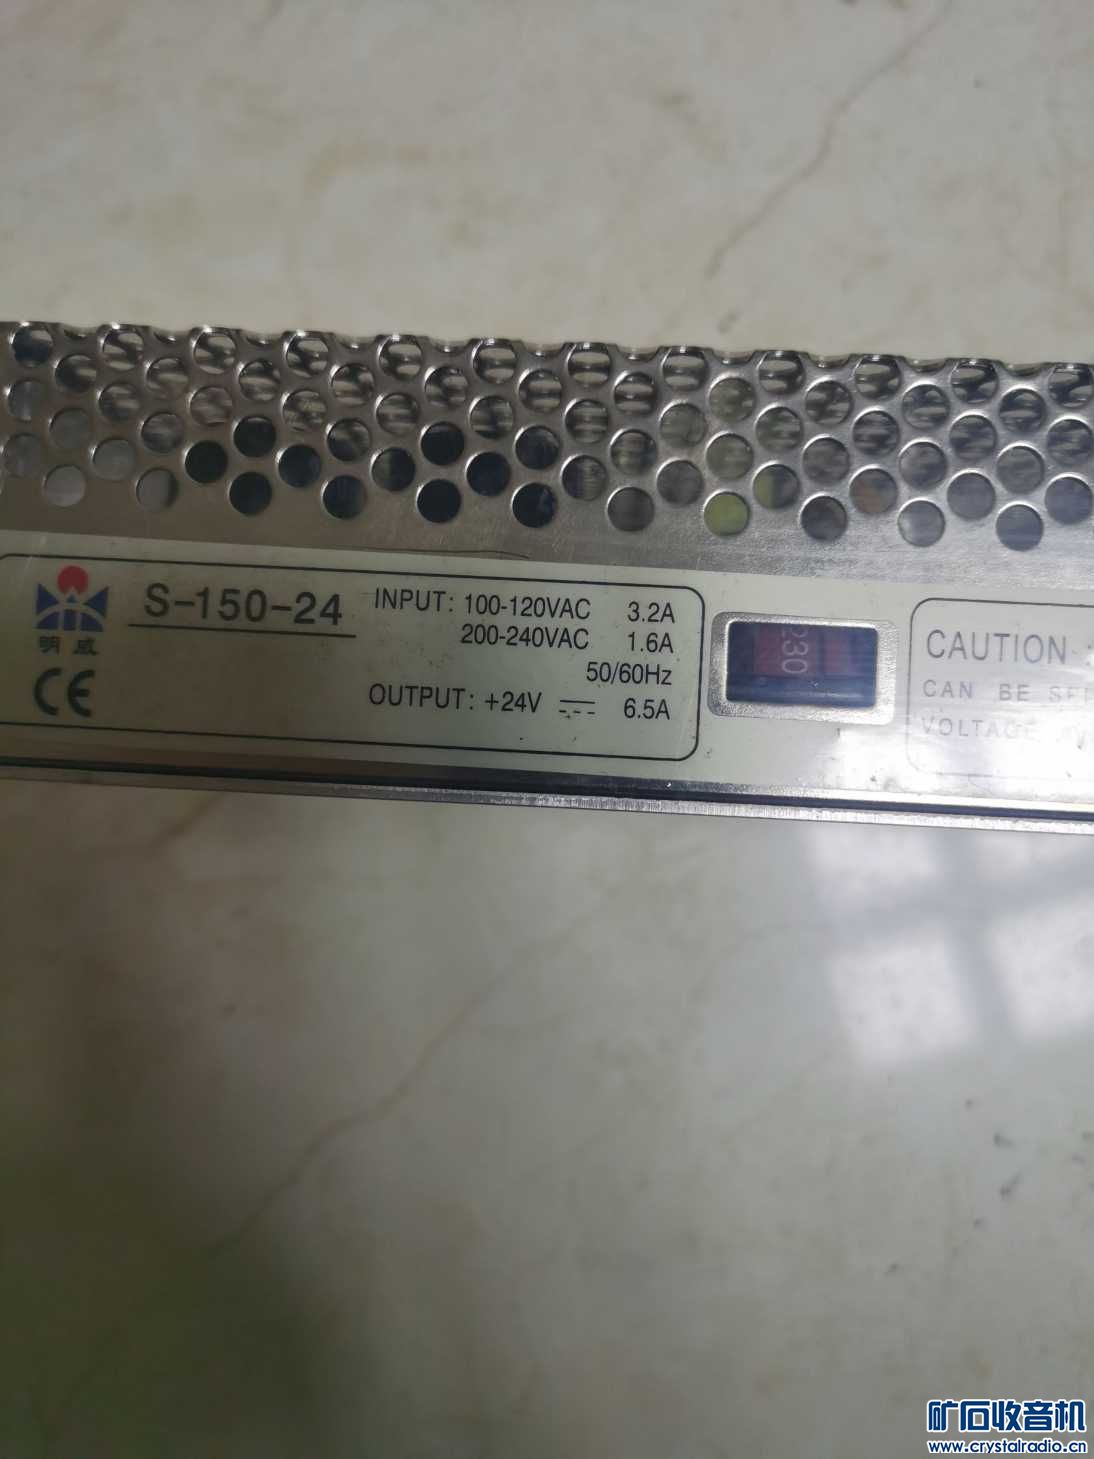 明威
CE
S-150-24
INPUT: 100-120VAC 3.2A
200-240VAC 1.6A
50/60Hz
OUTPUT: +24V 6.5A
230
CAUTION :
CAN BE
VOLTAGE
矿石收音机
www.crystalradio.cn